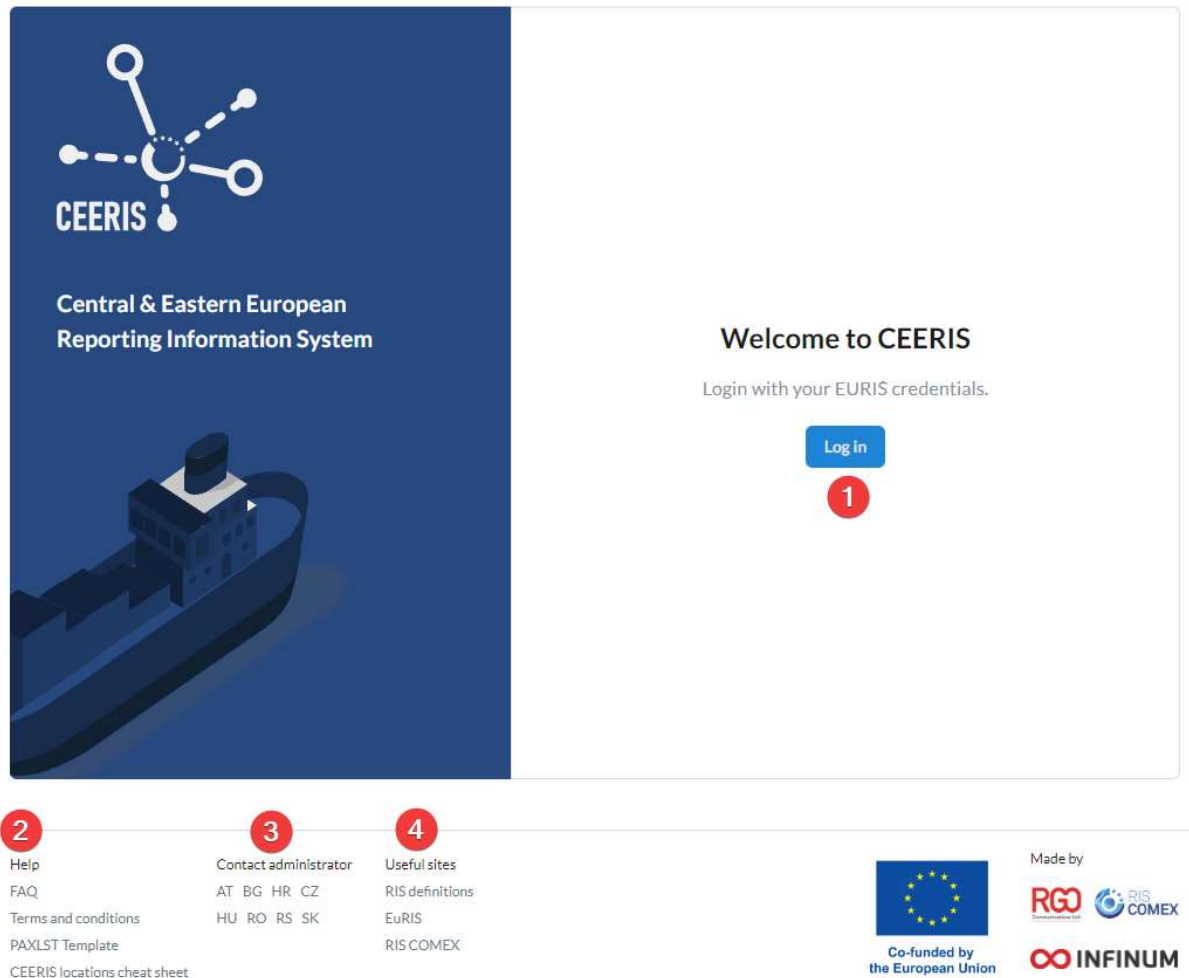 CEERIS
Central & Eastern European
Reporting Information System
Welcome to CEERIS
Login with your EURIS credentials.
Log in
1
2
3
4
Help
FAQ
Terms and conditions
PAXLST Template
CEERIS locations cheat sheet
Contact administrator
AT BG HR CZ
HU RO RS SK
Useful sites
RIS definitions
EuRIS
RIS COMEX
Co-funded by
the European Union
Made by
RGO
Communications Ltd.
RIS
COMEX
INFINUM